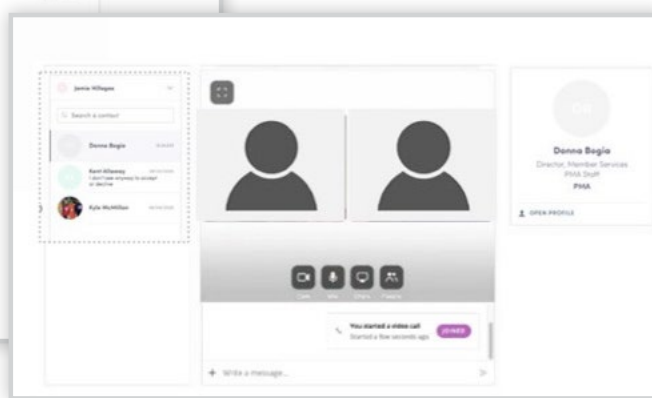 Jamie Hillegas
Search a contact
Donna Bogia
Kent Allaway
I don't see anyway to accept
or decline
Kyle McMillan
Cam
Mic
Share
People
You started a video call
Started a few seconds ago
JOINED
Write a message...
Donna Bogia
Director, Member Services
PMA Staff
PMA
OPEN PROFILE